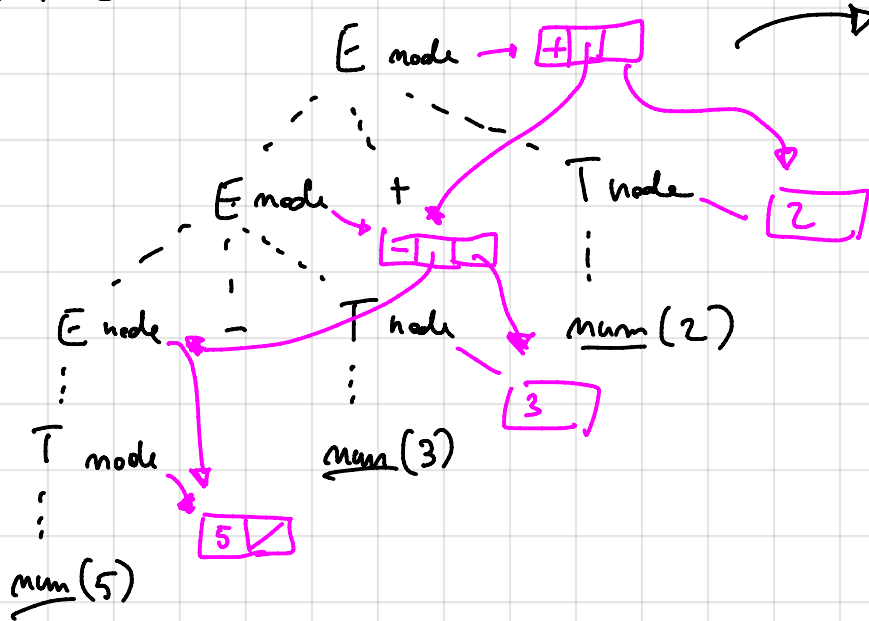 E node +
E node + T node 2
-
E node - T node num(2)
3
T node num(3)
5
num(5)